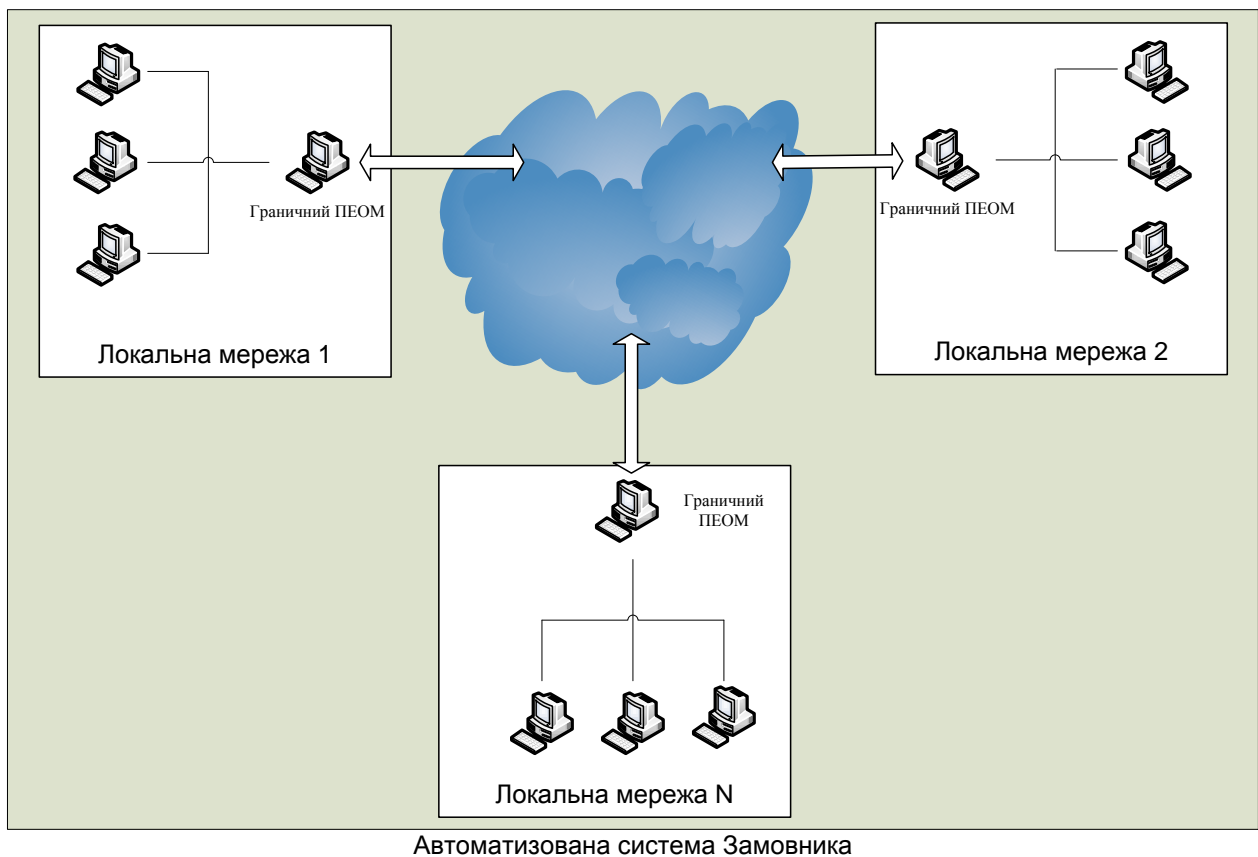 Граничний ПЕОМ
Локальна мережа 1
Граничний ПЕОМ
Локальна мережа 2
Граничний
ПЕОМ
Локальна мережа N
Автоматизована система Замовника